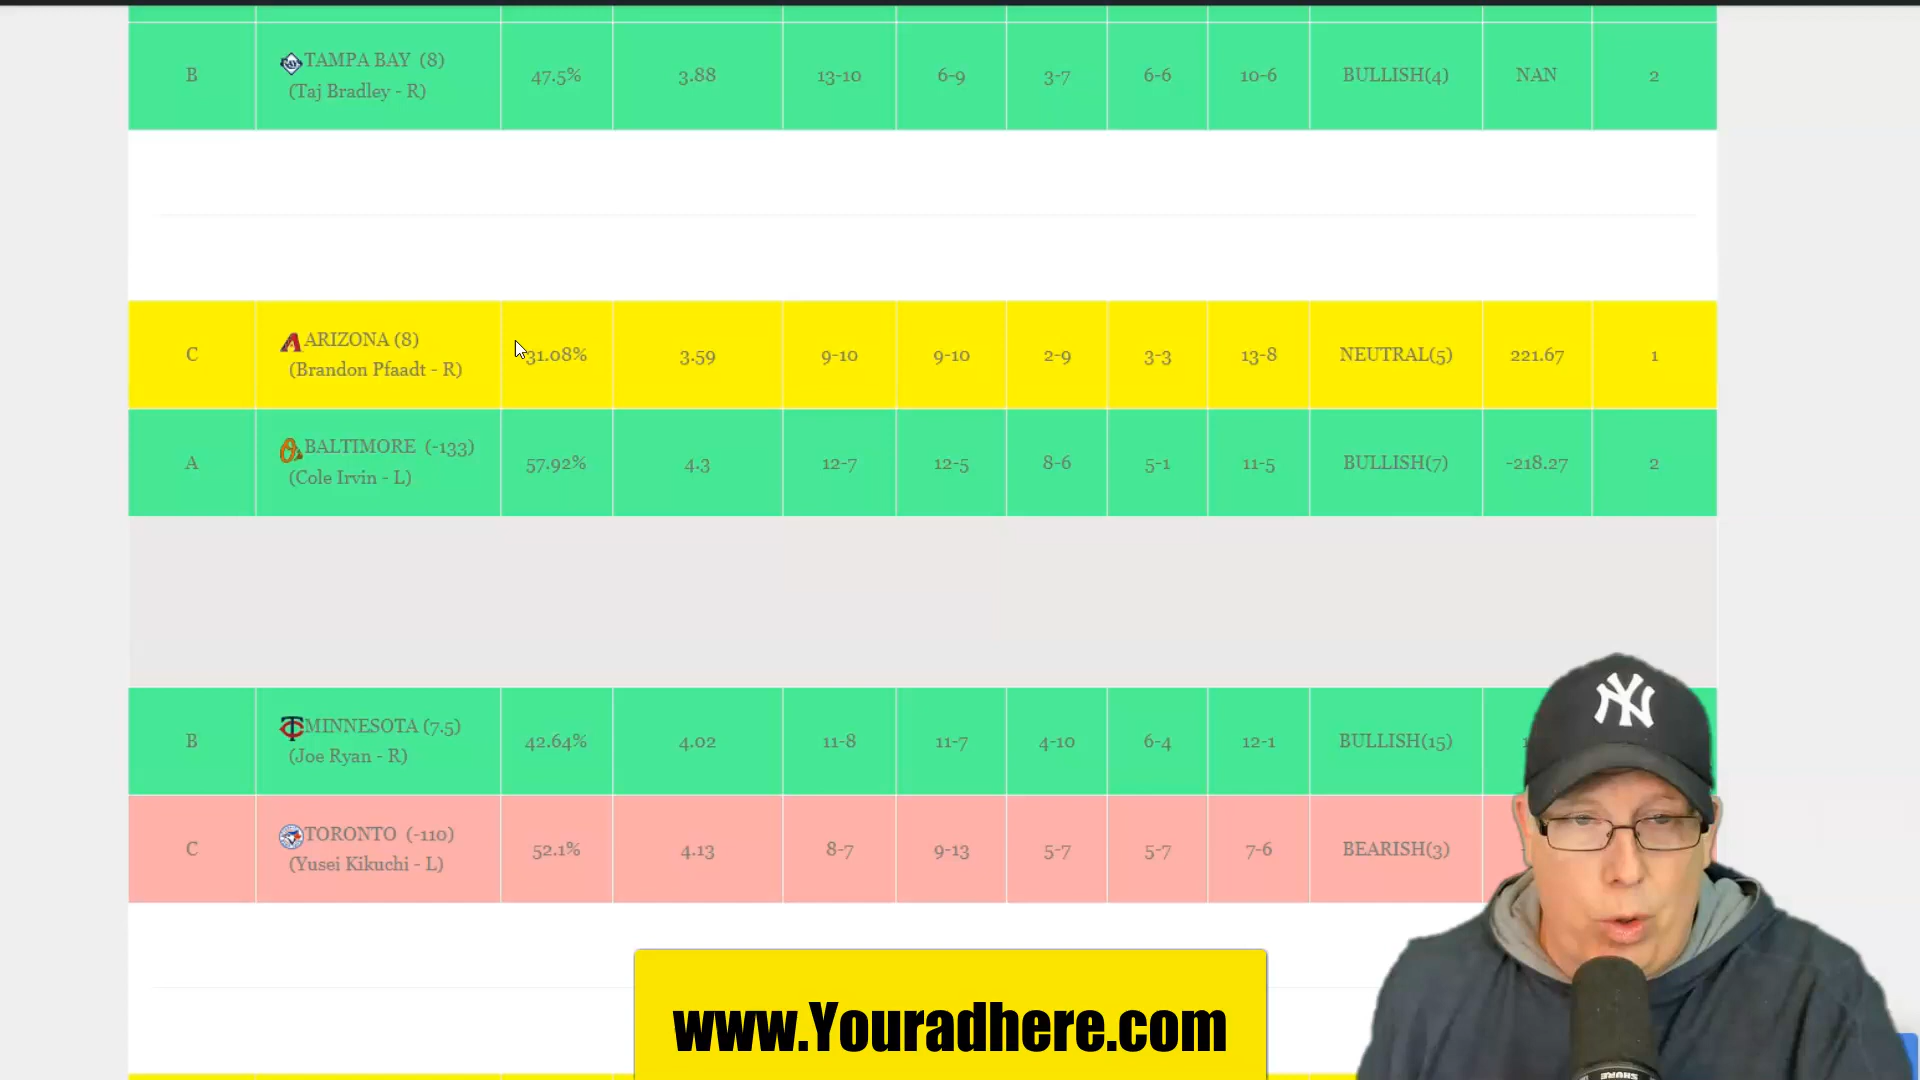 B TAMPA BAY (8) 47.5% 3.88 13-10 6-9 3-7 6-6 10-6 BULLISH(4) NAN 2
(Taj Bradley - R)
C ARIZONA (8) 31.08% 3.59 9-10 9-10 2-9 3-3 13-8 NEUTRAL(5) 221.67 1
(Brandon Pfaadt - R)
A BALTIMORE (-133) 57.92% 4.3 12-7 12-5 8-6 5-1 11-5 BULLISH(7) -218.27 2
(Cole Irvin - L)
B MINNESOTA (7.5) 42.64% 4.02 11-8 11-7 4-10 6-4 12-1 BULLISH(15)
(Joe Ryan - R)
C TORONTO (-110) 52.1% 4.13 8-7 9-13 5-7 5-7 7-6 BEARISH(3)
(Yusei Kikuchi - L)
NY
www.Youradhere.com
SHURE